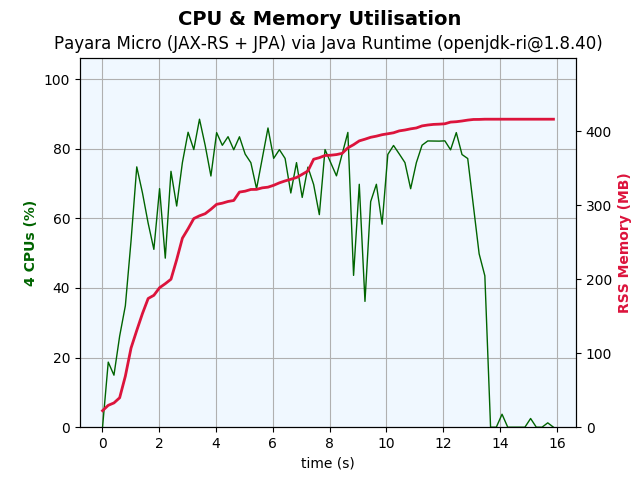 CPU & Memory Utilisation
Payara Micro (JAX-RS + JPA) via Java Runtime (openjdk-ri@1.8.40)
4 CPUs (%)
100
80
60
40
20
0
400
300
200
100
0
RSS Memory (MB)
0 2 4 6 8 10 12 14 16
time (s)